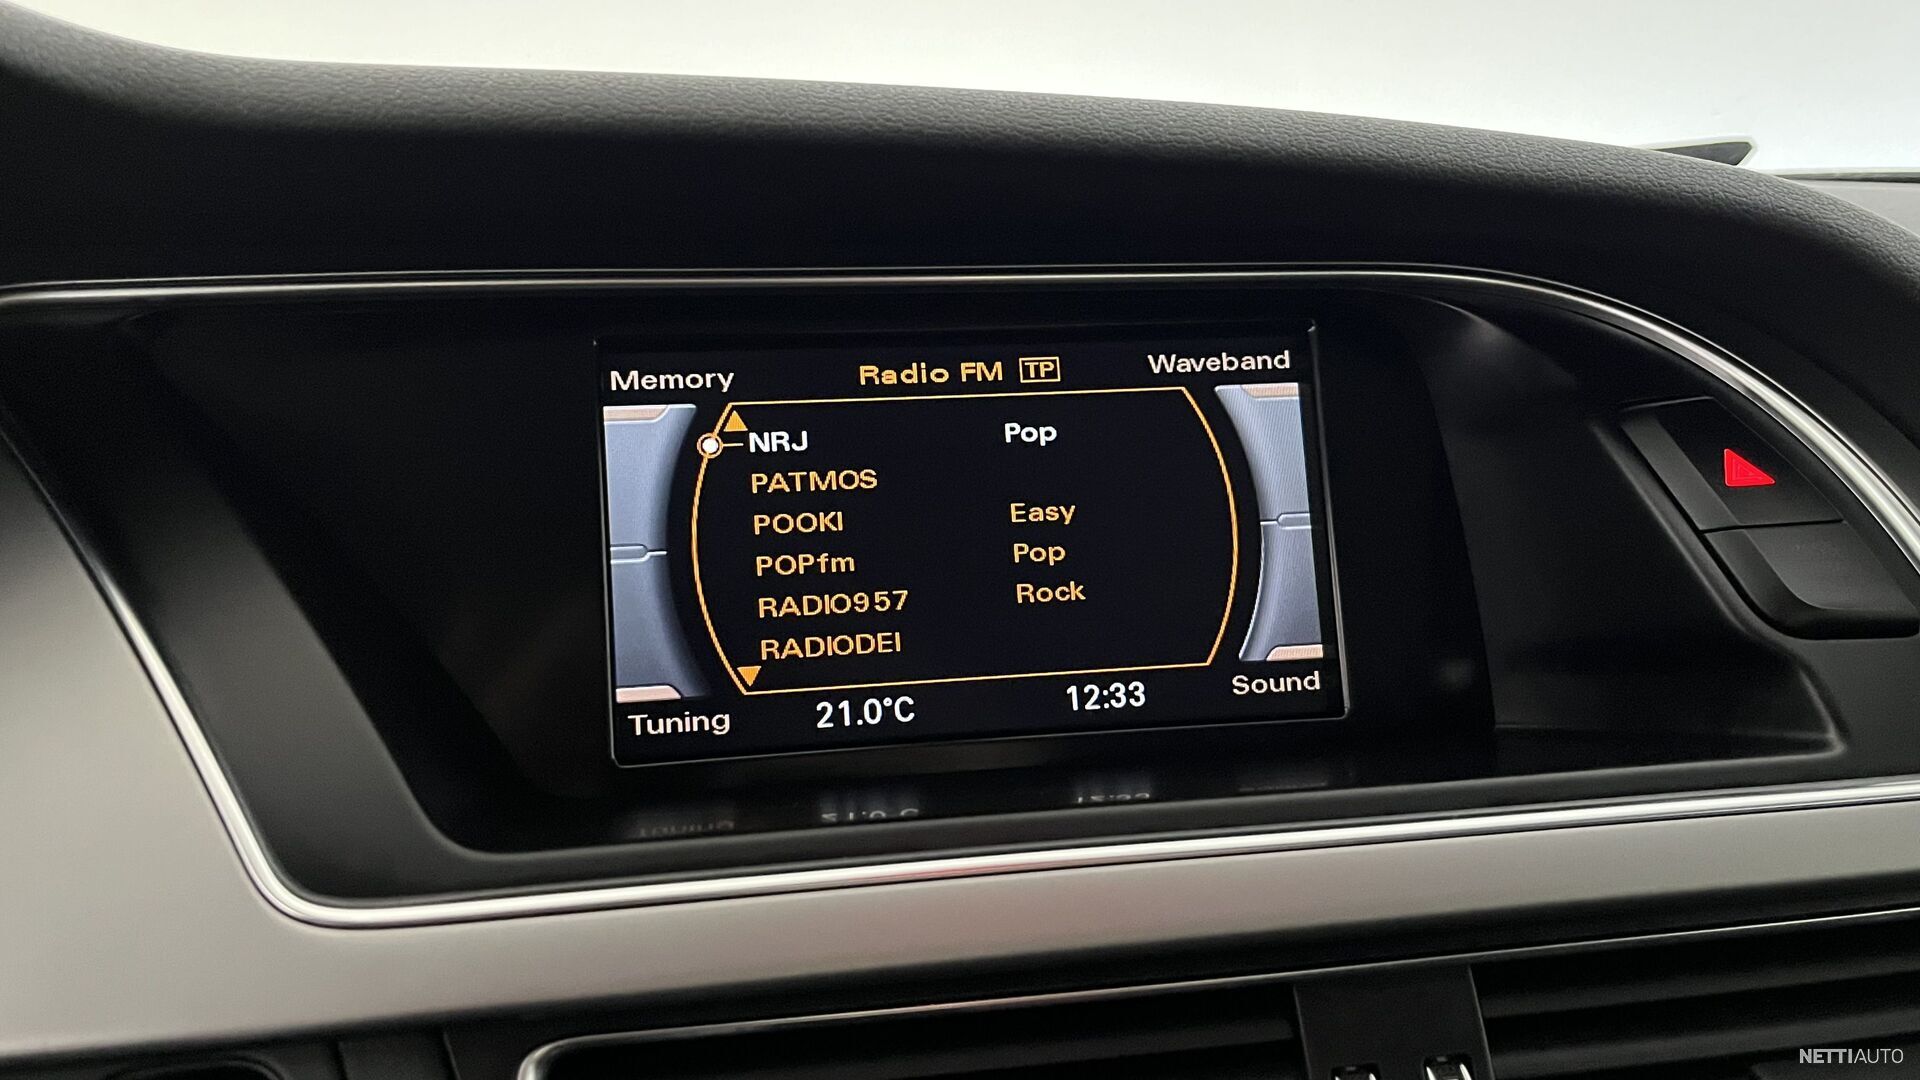 Memory Radio FM TP Waveband
NRJ Pop
PATMOS
POOKI Easy
POPfm Pop
RADIO957 Rock
RADIODEI
Tuning 21.0°C 12:33 Sound
NETTIAUTO